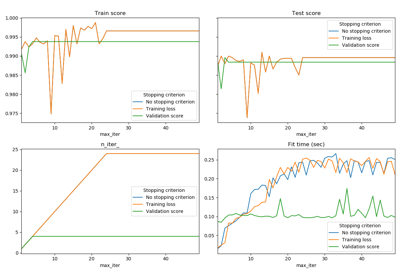 Train score
1.000
0.995
0.990
0.985
0.980
0.975
Stopping criterion
No stopping criterion
Training loss
Validation score
10
20
30
40
max_iter
Test score
Stopping criterion
No stopping criterion
Training loss
Validation score
10
20
30
40
max_iter
n_iter_
25
20
15
10
5
0
Stopping criterion
No stopping criterion
Training loss
Validation score
10
20
30
40
max_iter
Fit time (sec)
0.25
0.20
0.15
0.10
0.05
Stopping criterion
No stopping criterion
Training loss
Validation score
10
20
30
40
max_iter